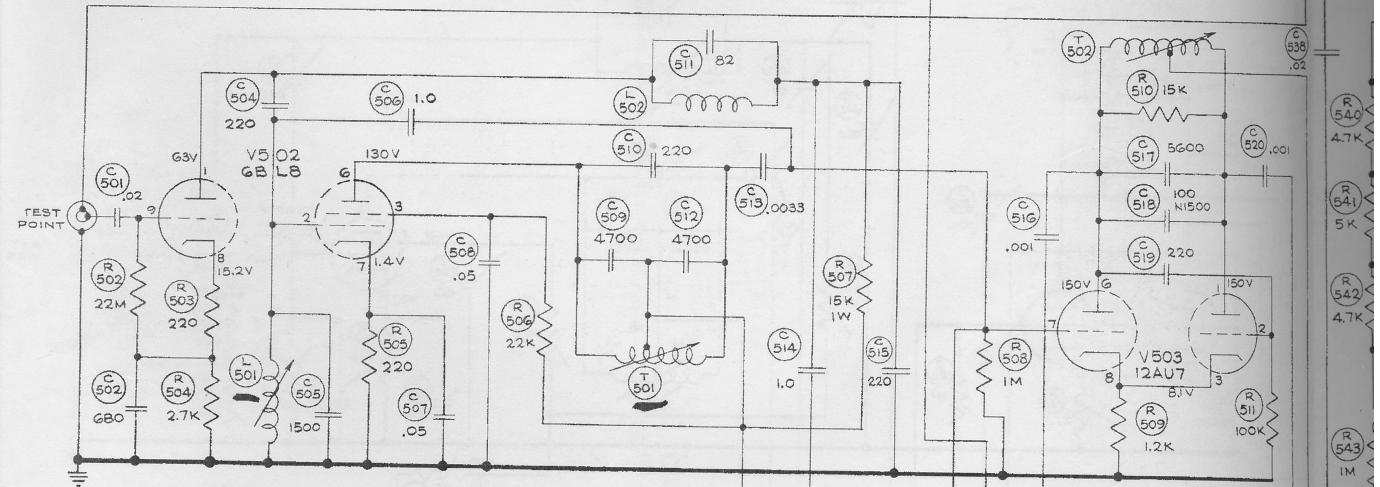 T
502
C
538
.02
C
511
82
C
504
220
C
506
1.0
L
502
R
510
15K
R
540
4.7K
63V
1
V502
6BL8
130V
6
C
510
220
C
517
5600
C
520
.001
C
501
.02
TEST
POINT
9
2
3
C
509
4700
C
512
4700
C
513
.0033
C
516
.001
C
518
100
N1500
R
541
5K
8
15.2V
7
1.4V
C
508
.05
C
519
220
R
502
22M
R
503
220
R
507
15K
1W
150V
6
1
150V
R
542
4.7K
R
506
22K
7
2
R
505
220
C
514
1.0
C
515
220
R
508
1M
V503
12AU7
8
3
8.1V
L
501
T
501
C
502
680
R
504
2.7K
C
505
1500
C
507
.05
R
509
1.2K
R
511
100K
R
543
1M